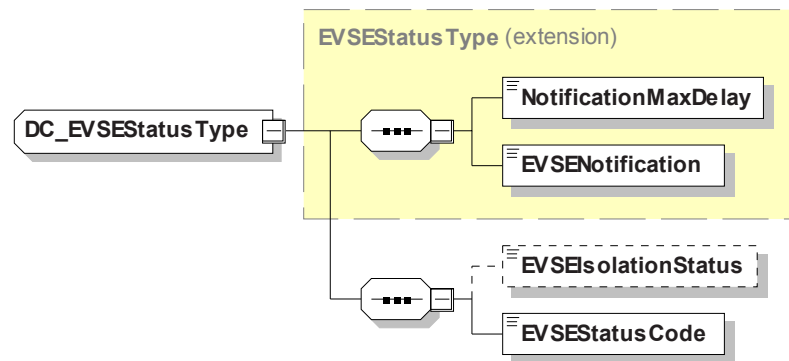 EVSEStatusType (extension)
NotificationMaxDelay
DC_EVSEStatusType
EVSENotification
EVSEIsolationStatus
EVSEStatusCode